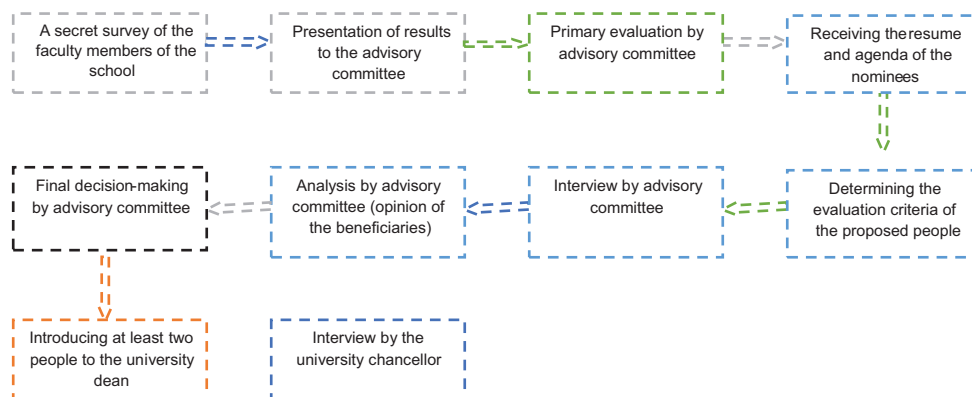 A secret survey of the
faculty members of the
school
Presentation of results
to the advisory
committee
Primary evaluation by
advisory committee
Receiving theresume
and agenda of the
nominees
Final decision-making
by advisory committee
Analysis by advisory
committee (opinion of
the beneficiaries)
Interview by advisory
committee
Determining the
evaluation criteria of
the proposed people
Introducing at least two
people to the university
dean
Interview by the
university chancellor